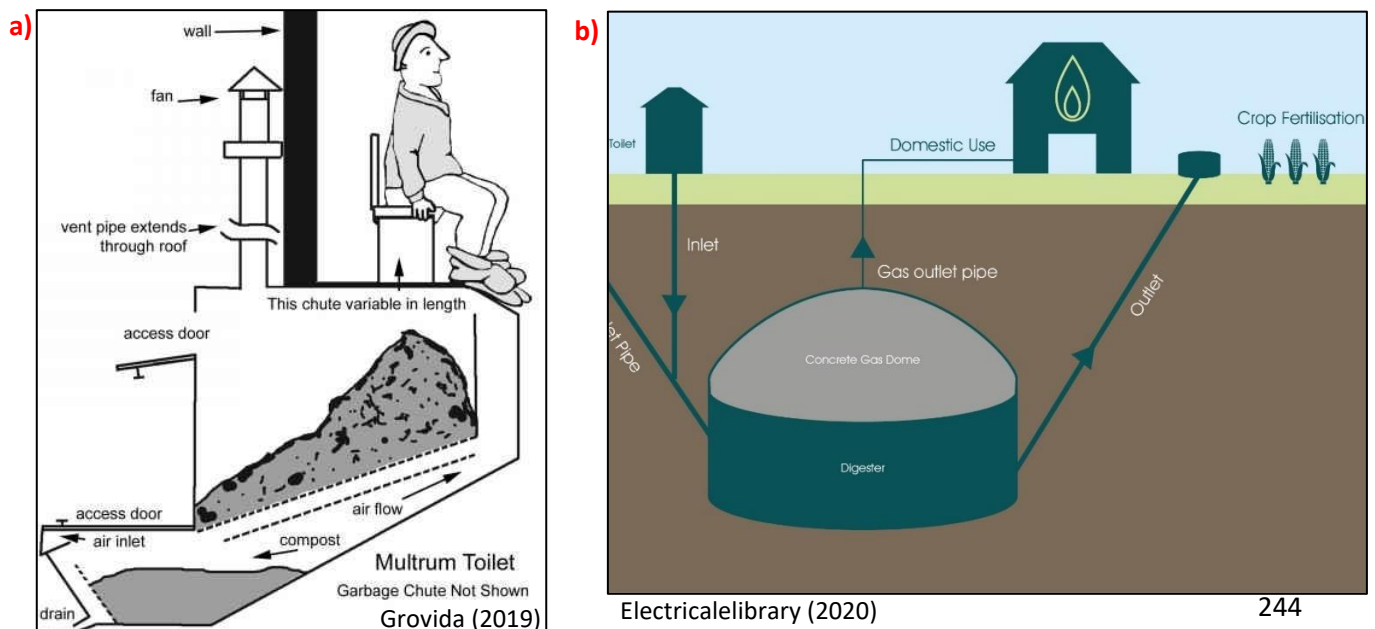 a)
wall
fan
vent pipe extends
through roof
This chute variable in length
access door
access door
air inlet
air flow
compost
Multrum Toilet
Garbage Chute Not Shown
drain
Grovida (2019)
b)
Toilet
Domestic Use
Crop Fertilisation
Inlet
Gas outlet pipe
Outlet
let Pipe
Concrete Gas Dome
Digester
Electricalelibrary (2020)
244